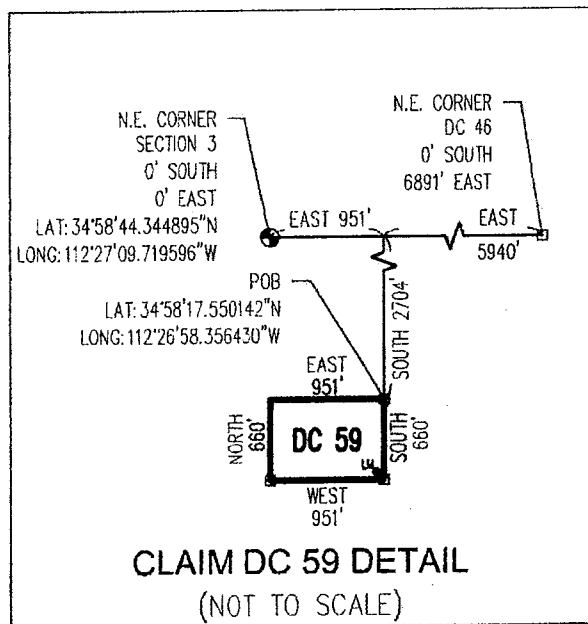 N.E. CORNER
SECTION 3
0' SOUTH
0' EAST
LAT: 34°58'44.344895"N
LONG: 112°27'09.719596"W
N.E. CORNER
DC 46
0' SOUTH
6891' EAST
EAST 951'
EAST
5940'
POB
LAT: 34°58'17.550142"N
LONG: 112°26'58.356430"W
SOUTH 2704'
EAST
951'
NORTH
660'
DC 59
SOUTH
660'
WEST
951'
CLAIM DC 59 DETAIL
(NOT TO SCALE)